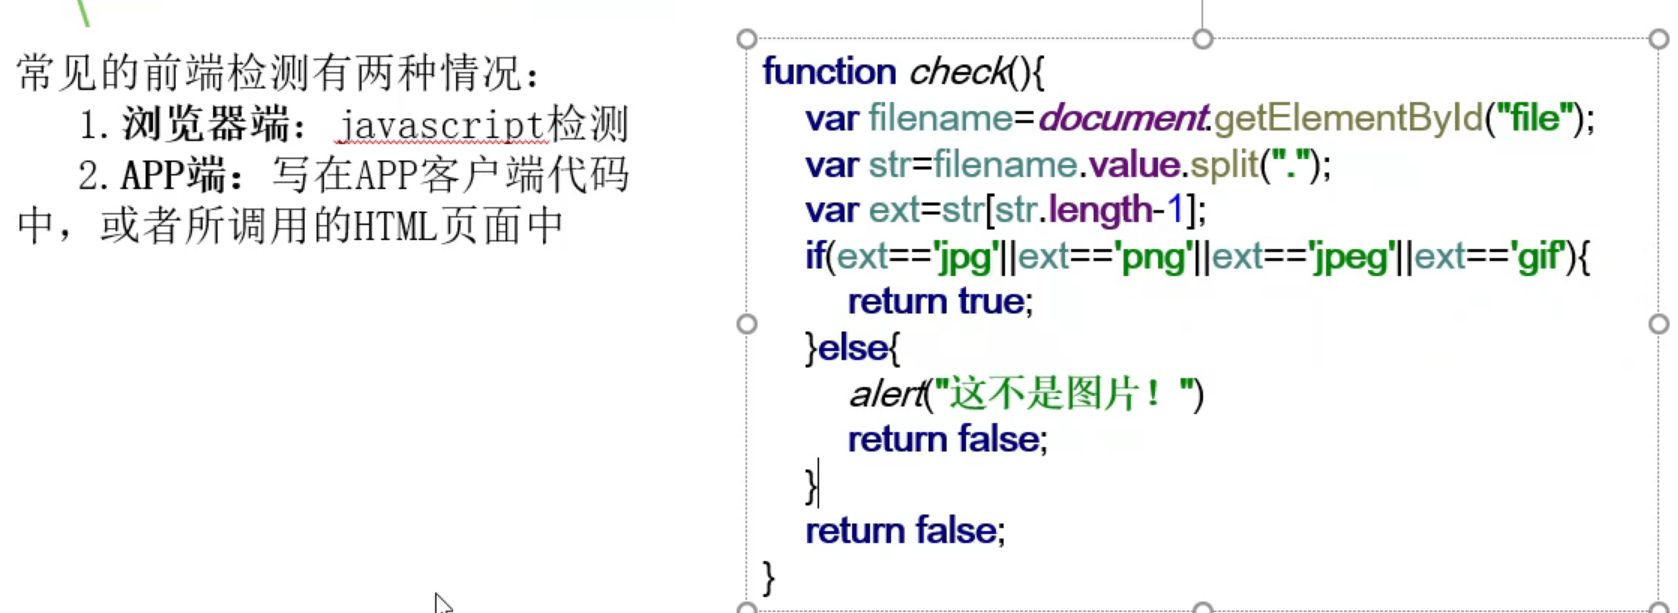 常见的前端检测有两种情况：
1.浏览器端：javascript检测
2.APP端：写在APP客户端代码
中，或者所调用的HTML页面中
function check(){
var filename=document.getElementById("file");
var str=filename.value.split(".");
var ext=str[str.length-1];
if(ext=='jpg'||ext=='png'||ext=='jpeg'||ext=='gif'){
return true;
}else{
alert("这不是图片！")
return false;
}
return false;
}